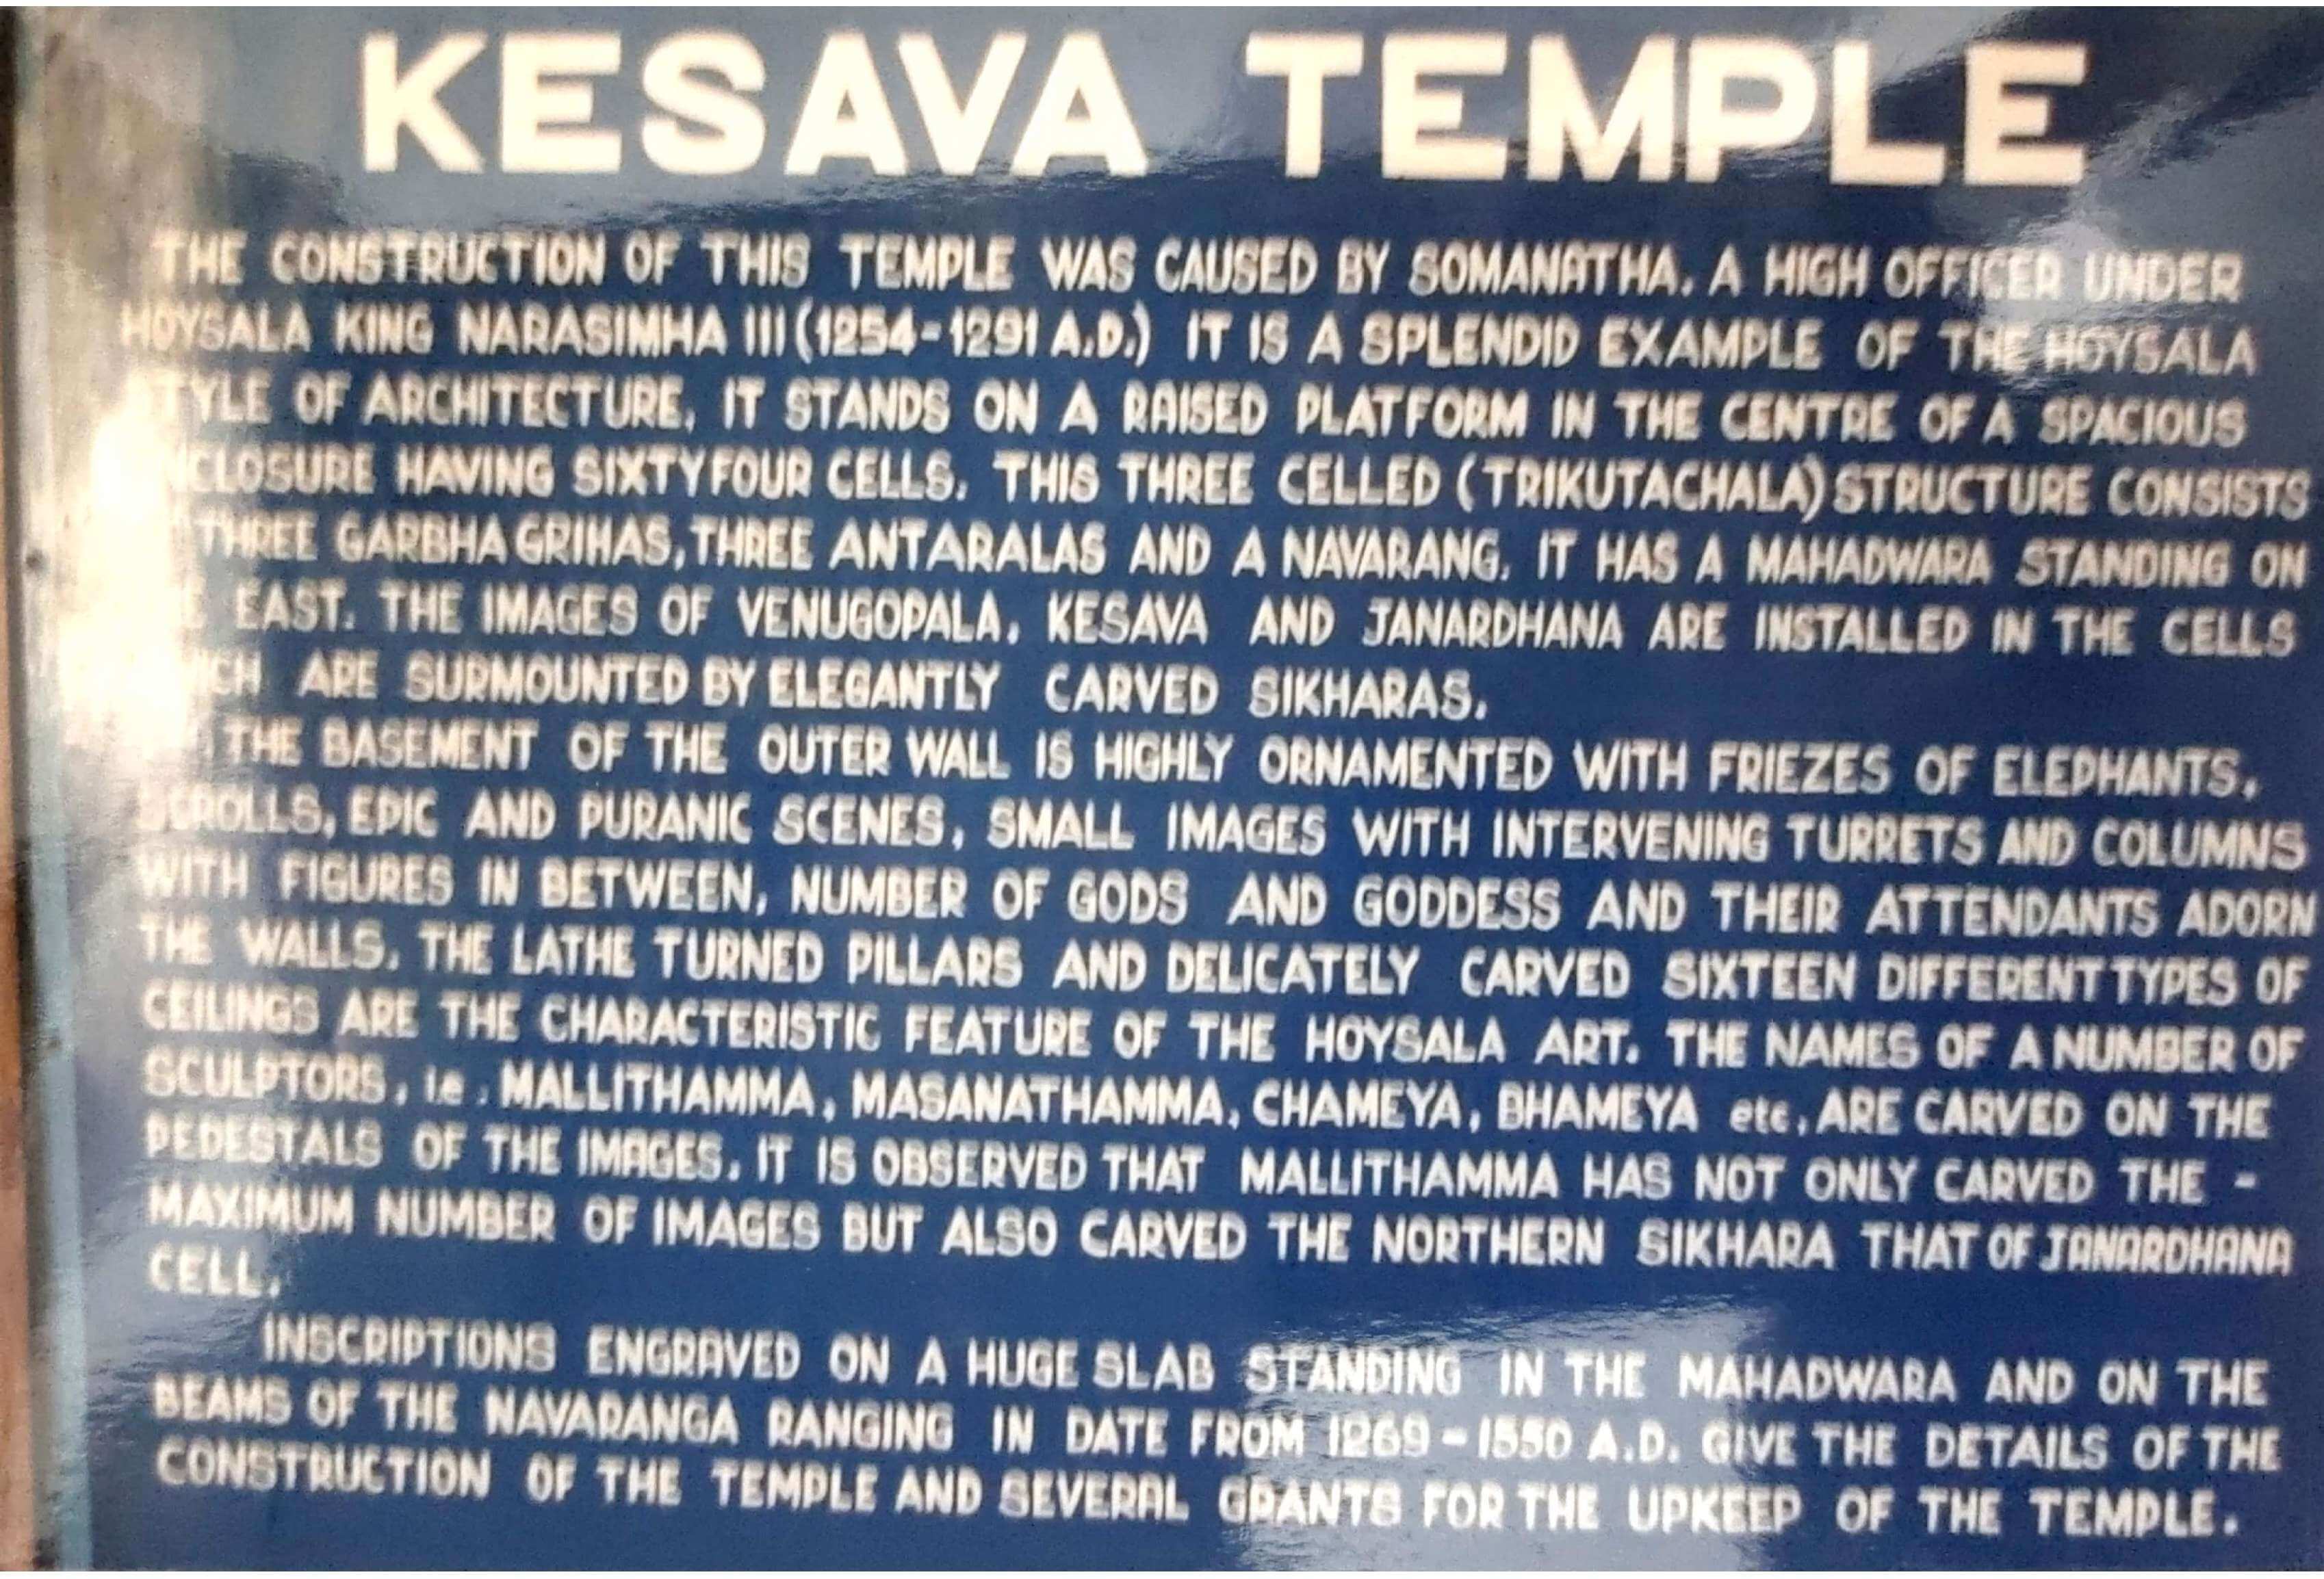 KESAVA TEMPLE
THE CONSTRUCTION OF THIS TEMPLE WAS CAUSED BY SOMANATHA, A HIGH OFFICER UNDER
HOYSALA KING NARASIMHA III (1254-1291 A.D.) IT IS A SPLENDID EXAMPLE OF THE HOYSALA
STYLE OF ARCHITECTURE, IT STANDS ON A RAISED PLATFORM IN THE CENTRE OF A SPACIOUS
CLOSURE HAVING SIXTYFOUR CELLS. THIS THREE CELLED (TRIKUTACHALA) STRUCTURE CONSISTS
THREE GARBHA GRIHAS, THREE ANTARALAS AND A NAVARANG. IT HAS A MAHADWARA STANDING ON
EAST. THE IMAGES OF VENUGOPALA, KESAVA AND JANARDHANA ARE INSTALLED IN THE CELLS
ARE SURMOUNTED BY ELEGANTLY CARVED SIKHARAS.
THE BASEMENT OF THE OUTER WALL IS HIGHLY ORNAMENTED WITH FRIEZES OF ELEPHANTS,
SCROLLS, EPIC AND PURANIC SCENES, SMALL IMAGES WITH INTERVENING TURRETS AND COLUMNS
WITH FIGURES IN BETWEEN, NUMBER OF GODS AND GODDESS AND THEIR ATTENDANTS ADORN
THE WALLS. THE LATHE TURNED PILLARS AND DELICATELY CARVED SIXTEEN DIFFERENT TYPES OF
CEILINGS ARE THE CHARACTERISTIC FEATURE OF THE HOYSALA ART. THE NAMES OF A NUMBER OF
SCULPTORS, i.e. MALLITHAMMA, MASANATHAMMA, CHAMEYA, BHAMEYA etc, ARE CARVED ON THE
PEDESTALS OF THE IMAGES. IT IS OBSERVED THAT MALLITHAMMA HAS NOT ONLY CARVED THE -
MAXIMUM NUMBER OF IMAGES BUT ALSO CARVED THE NORTHERN SIKHARA THAT OF JANARDHANA
CELL.
INSCRIPTIONS ENGRAVED ON A HUGE SLAB STANDING IN THE MAHADWARA AND ON THE
BEAMS OF THE NAVARANGA RANGING IN DATE FROM 1269-1550 A.D. GIVE THE DETAILS OF THE
CONSTRUCTION OF THE TEMPLE AND SEVERAL GRANTS FOR THE UPKEEP OF THE TEMPLE.